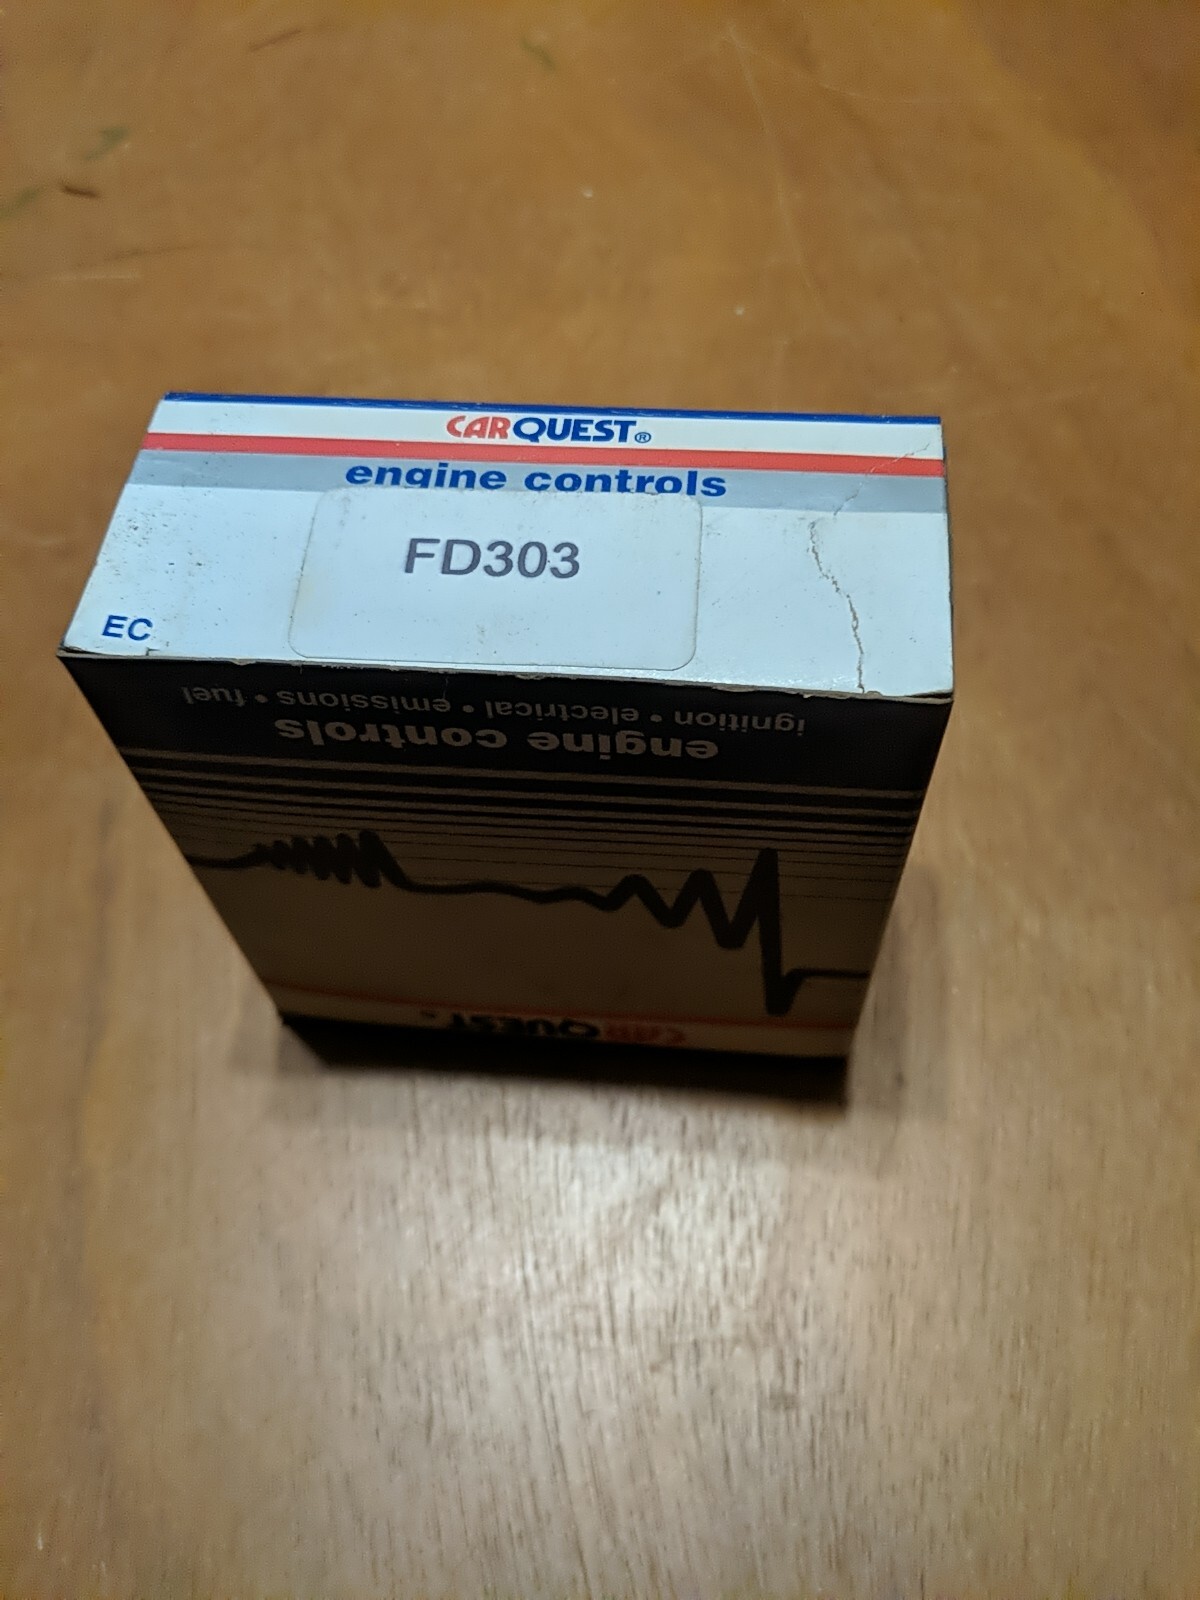 CARQUEST®
engine controls
FD303
EC
ignition • electrical • emissions • fuel
engine controls
CARQUEST®